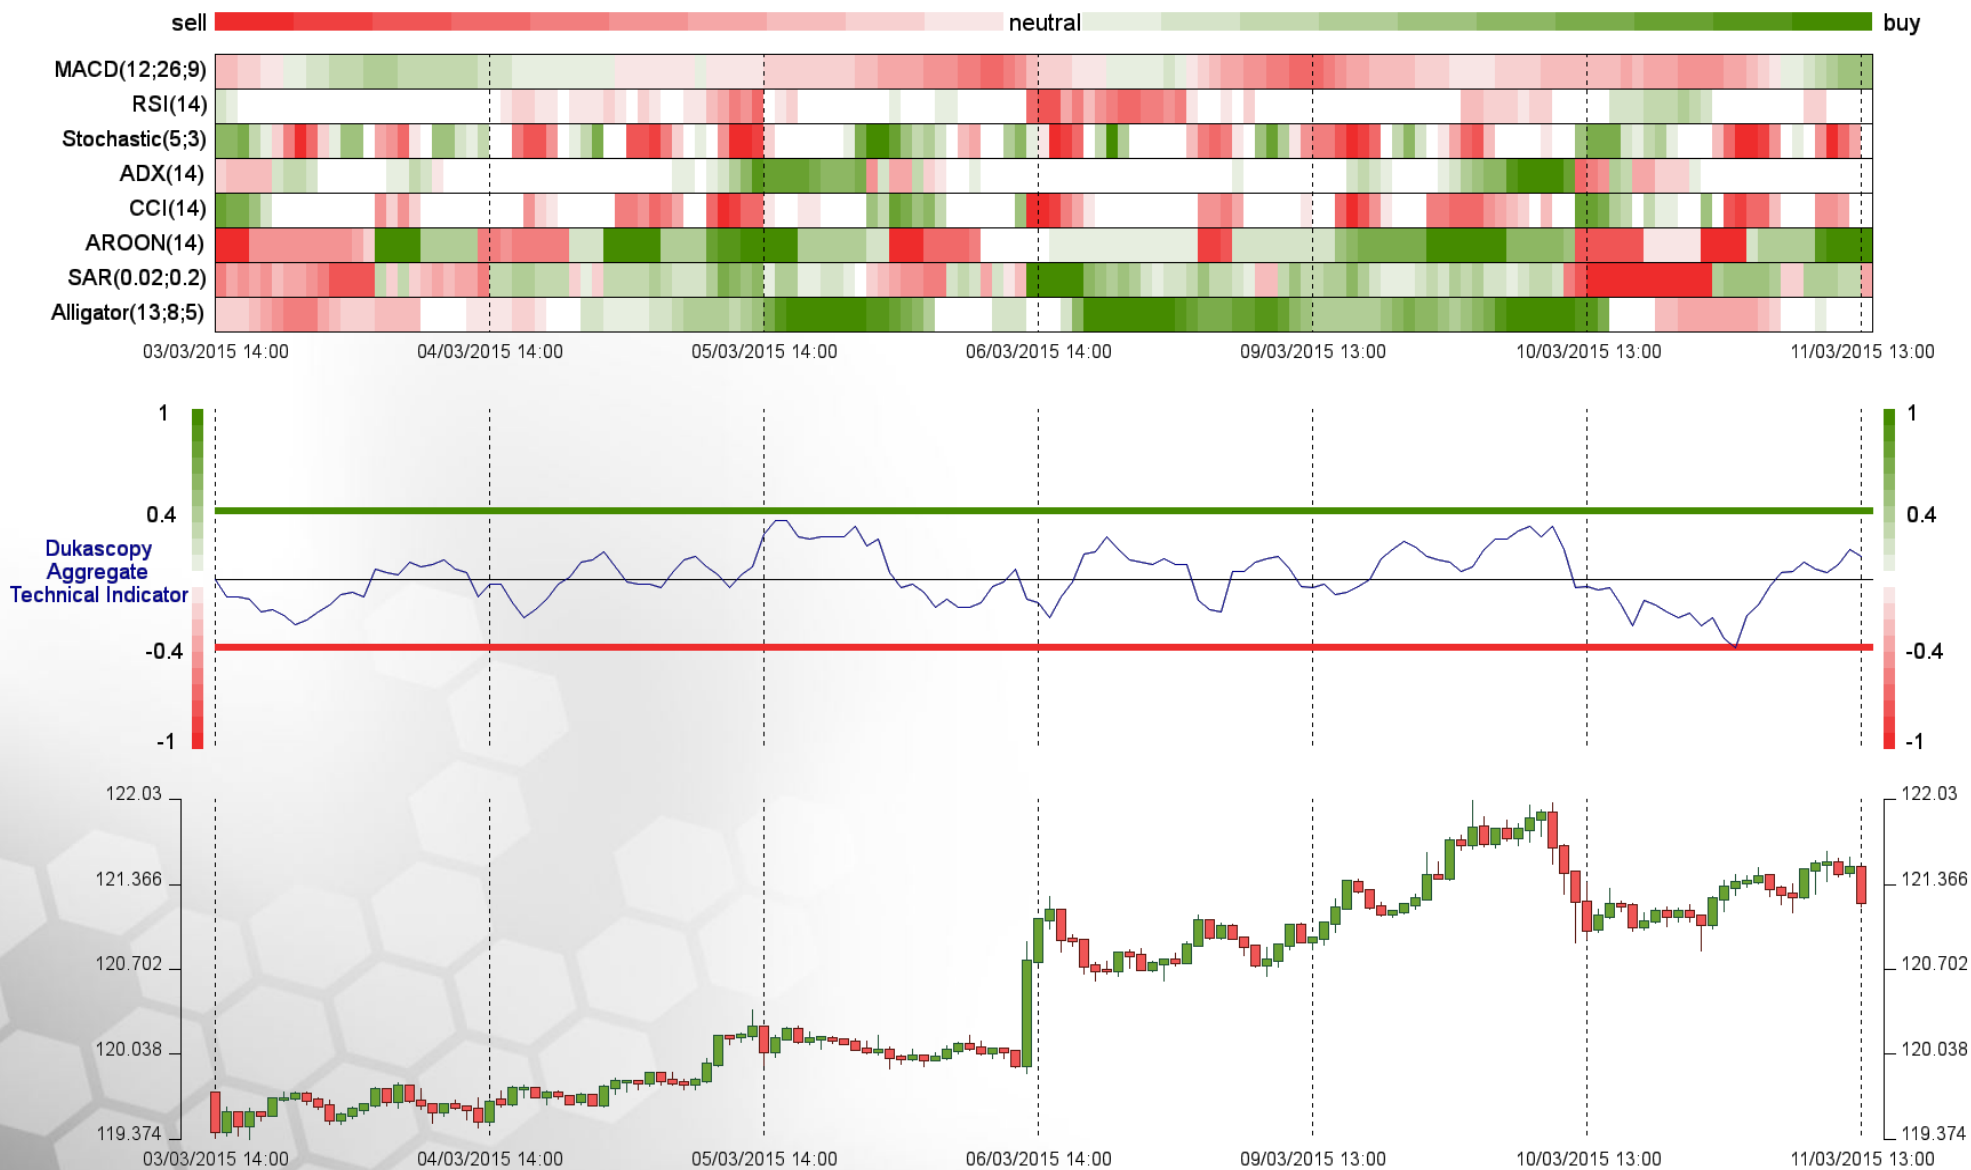 sell neutral buy
MACD(12;26;9)
RSI(14)
Stochastic(5;3)
ADX(14)
CCI(14)
AROON(14)
SAR(0.02;0.2)
Alligator(13;8;5)
03/03/2015 14:00 04/03/2015 14:00 05/03/2015 14:00 06/03/2015 14:00 09/03/2015 13:00 10/03/2015 13:00 11/03/2015 13:00
1 1
0.4 0.4
Dukascopy
Aggregate
Technical Indicator
-0.4 -0.4
-1 -1
122.03 122.03
121.366 121.366
120.702 120.702
120.038 120.038
119.374 119.374
03/03/2015 14:00 04/03/2015 14:00 05/03/2015 14:00 06/03/2015 14:00 09/03/2015 13:00 10/03/2015 13:00 11/03/2015 13:00